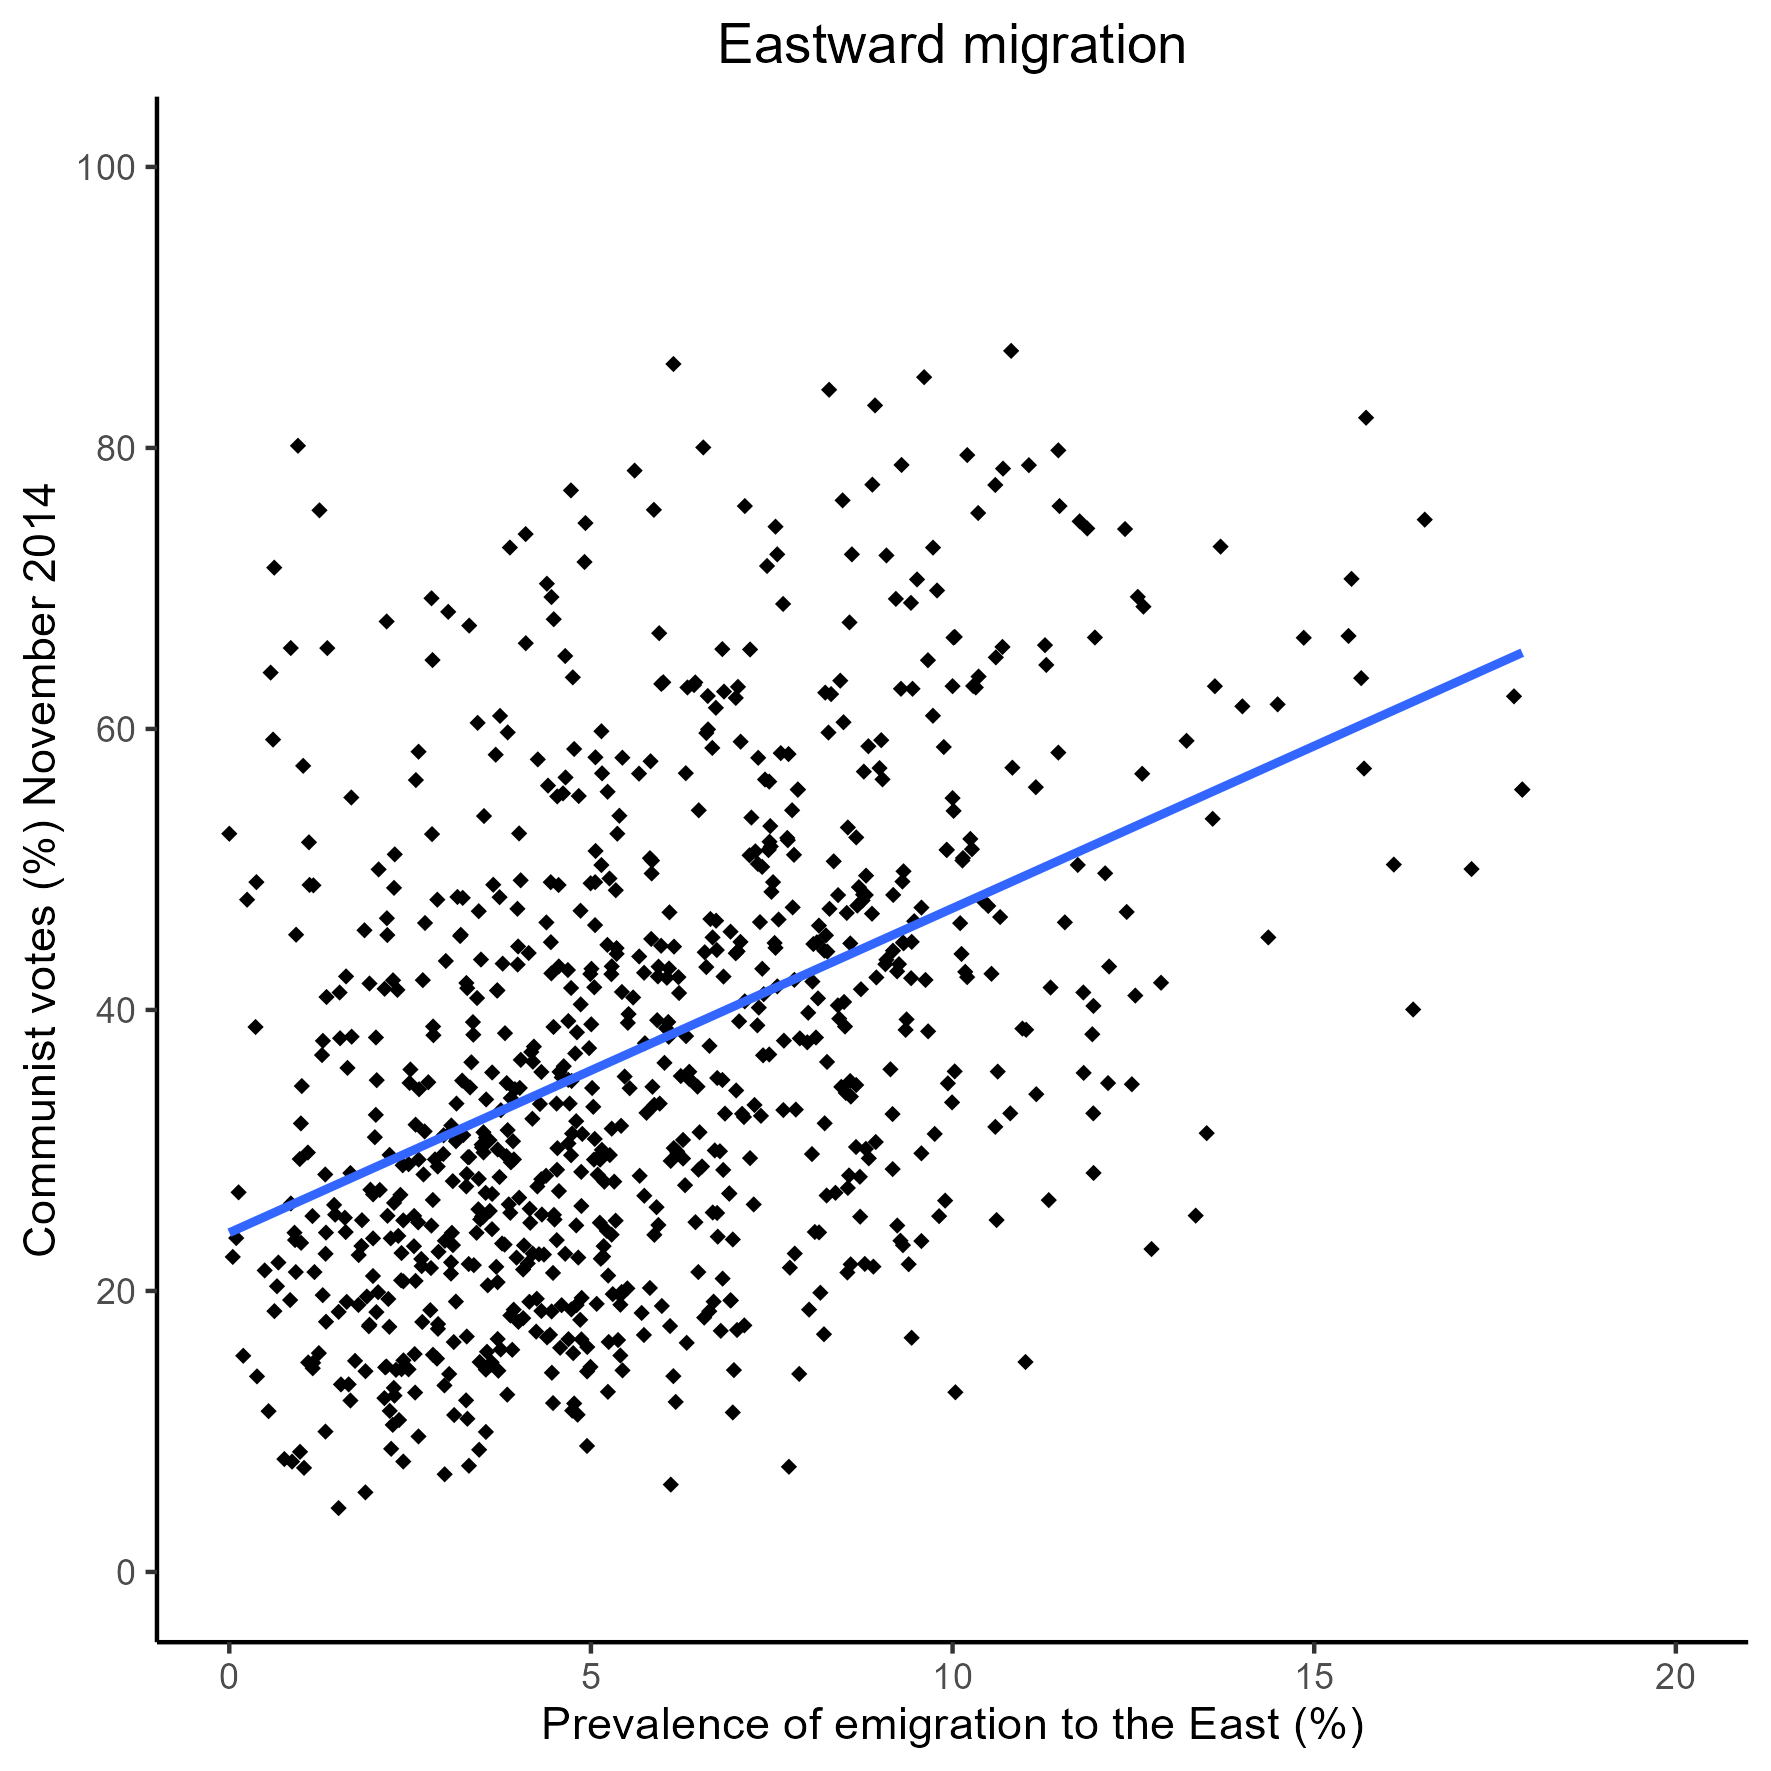 Eastward migration
100
80
60
40
20
0
Communist votes (%) November 2014
0 5 10 15 20
Prevalence of emigration to the East (%)